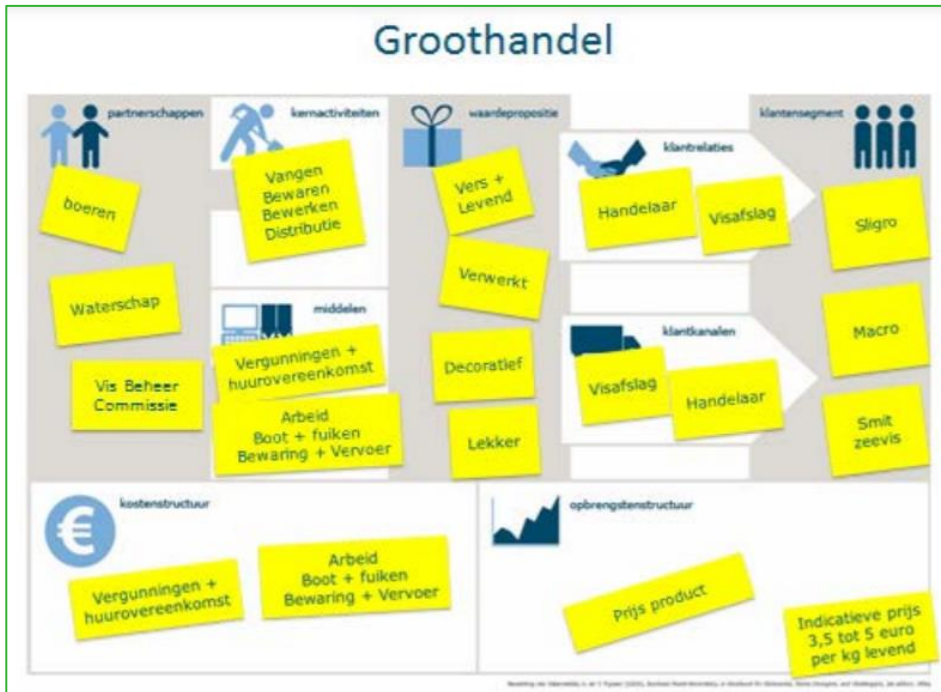 Groothandel
partnerschappen
boeren
Waterschap
Vis Beheer
Commissie
kernactiviteiten
Vangen
Bewaren
Bewerken
Distributie
middelen
Vergunningen +
huurovereenkomst
Arbeid
Boot + fuiken
Bewaring + Vervoer
waardepropositie
Vers +
Levend
Verwerkt
Decoratief
Lekker
klantrelaties
Handelaar
Visafslag
klantkanalen
Visafslag
Handelaar
klantensegment
Sligro
Macro
Smit
zeevis
kostenstructuur
€
Vergunningen +
huurovereenkomst
Arbeid
Boot + fuiken
Bewaring + Vervoer
opbrengstenstructuur
Prijs product
Indicatieve prijs
3,5 tot 5 euro
per kg levend